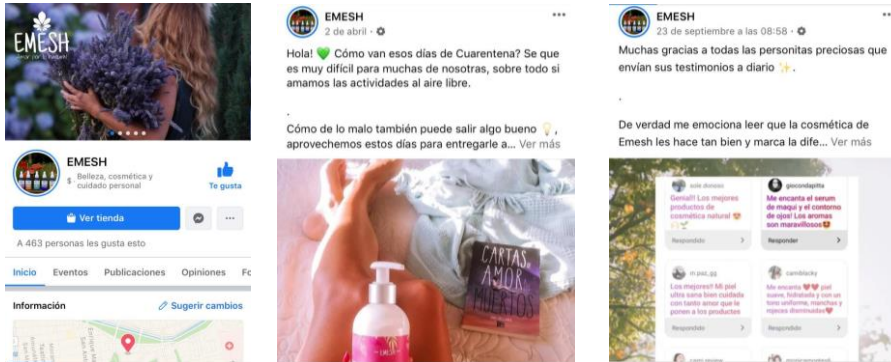 EMESH
EMESH
$ · Belleza, cosmética y
cuidado personal
Te gusta
Ver tienda
A 463 personas les gusta esto
Inicio Eventos Publicaciones Opiniones Fo
Información
Sugerir cambios
EMESH
2 de abril ·
Hola! 💚 Cómo van esos días de Cuarentena? Se que
es muy difícil para muchas de nosotras, sobre todo si
amamos las actividades al aire libre.
.
Cómo de lo malo también puede salir algo bueno 💡,
aprovechemos estos días para entregarle a... Ver más
CARTAS,
AMOR
MUERTOS
EMESH
EMESH
23 de septiembre a las 08:58 ·
Muchas gracias a todas las personitas preciosas que
envían sus testimonios a diario ✨.
.
De verdad me emociona leer que la cosmética de
Emesh les hace tan bien y marca la dife... Ver más
sole.donoso
Genial!! Los mejores
productos de
cosmética natural 😍
Respondido >
giocondapitta
Me encanta el serum
de maqui y el contorno
de ojos! Los aromas
son maravillosos
Responder >
m.paz_gg
Los mejores!! Mi piel
ultra sana bien cuidada
con tanto amor que le
ponen a los productos
Respondido >
camiblacky
Me encanta ❤❤ piel
suave, hidratada y con un
tono uniforme, manchas y
rojeces disminuidas❤
Respondido >